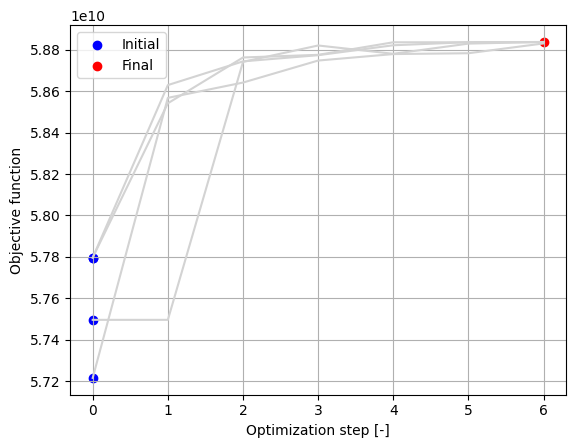 1e10
Initial
Final
5.88
5.86
5.84
5.82
5.80
5.78
5.76
5.74
5.72
Objective function
0 1 2 3 4 5 6
Optimization step [-]